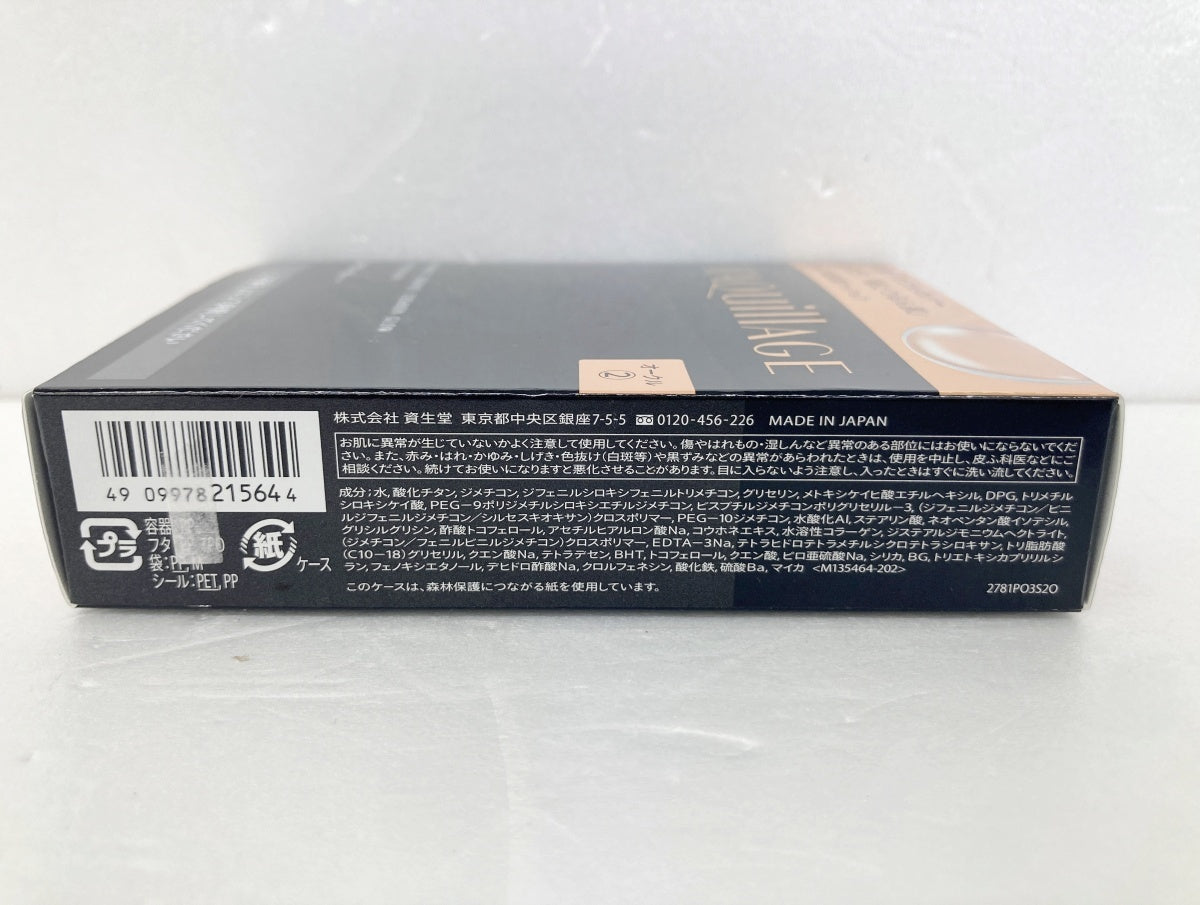 QUillAGE
オークル
②
株式会社 資生堂 東京都中央区銀座7-5-5 0120-456-226 MADE IN JAPAN
お肌に異常が生じていないかよく注意して使用してください。傷やはれもの・湿しんなど異常のある部位にはお使いにならないでくだ
さい。また、赤み・はれ・かゆみ・しげき・色抜け(白斑等)や黒ずみなどの異常があらわれたときは、使用を中止し、皮ふ科医などにご
相談ください。続けてお使いになりますと悪化させることがあります。目に入らないよう注意し、入ったときはすぐに洗い流してください。
成分;水,酸化チタン,ジメチコン,ジフェニルシロキシフェニルトリメチコン,グリセリン,メトキシケイヒ酸エチルヘキシル,DPG,トリメチル
シロキシケイ酸,PEG-9ポリジメチルシロキシエチルジメチコン,ビスブチルジメチコンポリグリセリル-3,(ジフェニルジメチコン/ビニ
ルジフェニルジメチコン/シルセスキオキサン)クロスポリマー,PEG-10ジメチコン,水酸化Al,ステアリン酸,ネオペンタン酸イソデシル,
グリシルグリシン,酢酸トコフェロール,アセチルヒアルロン酸Na,コウホネエキス,水溶性コラーゲン,ジステアルジモニウムヘクトライト,
(ジメチコン/フェニルビニルジメチコン)クロスポリマー,EDTA-3Na,テトラヒドロテトラメチルシクロテトラシロキサン,トリ脂肪酸
(C10-18)グリセリル,クエン酸Na,テトラデセン,BHT,トコフェロール,クエン酸,ピロ亜硫酸Na,シリカ,BG,トリエトキシカプリリルシ
ラン,フェノキシエタノール,デヒドロ酢酸Na,クロルフェネシン,酸化鉄,硫酸Ba,マイカ <M135464-202>
このケースは、森林保護につながる紙を使用しています。
2781PO3S2O
49 09978 215644
プラ
容器:
フタ
袋:PP,M
シール:PET,PP
紙
ケース